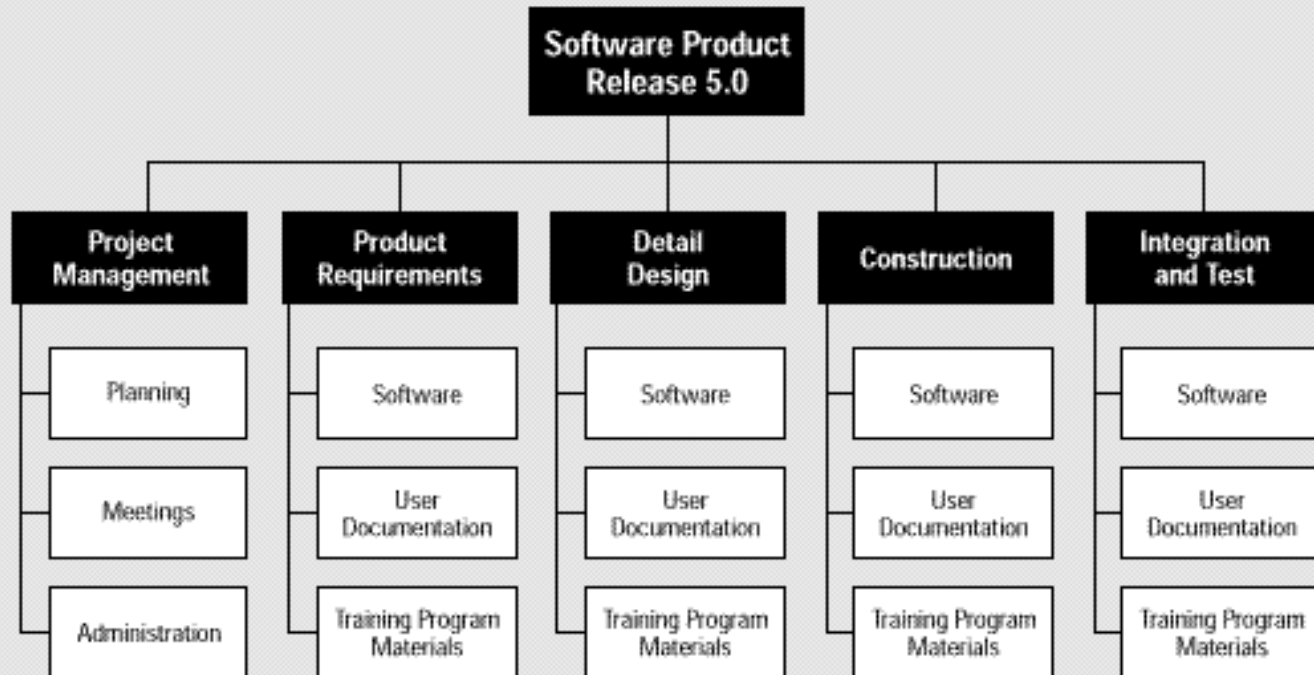 Software Product
Release 5.0
Project
Management
Product
Requirements
Detail
Design
Construction
Integration
and Test
Planning
Software
Software
Software
Software
Meetings
User
Documentation
User
Documentation
User
Documentation
User
Documentation
Administration
Training Program
Materials
Training Program
Materials
Training Program
Materials
Training Program
Materials